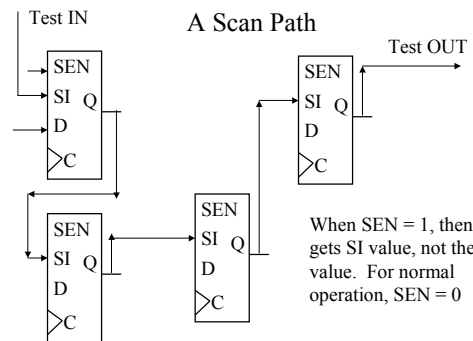 Test IN
A Scan Path
Test OUT
SEN
SI
Q
D
C
SEN
SI
Q
D
C
SEN
SI
Q
D
C
SEN
SI
Q
D
C
When SEN = 1, then
gets SI value, not the
value. For normal
operation, SEN = 0